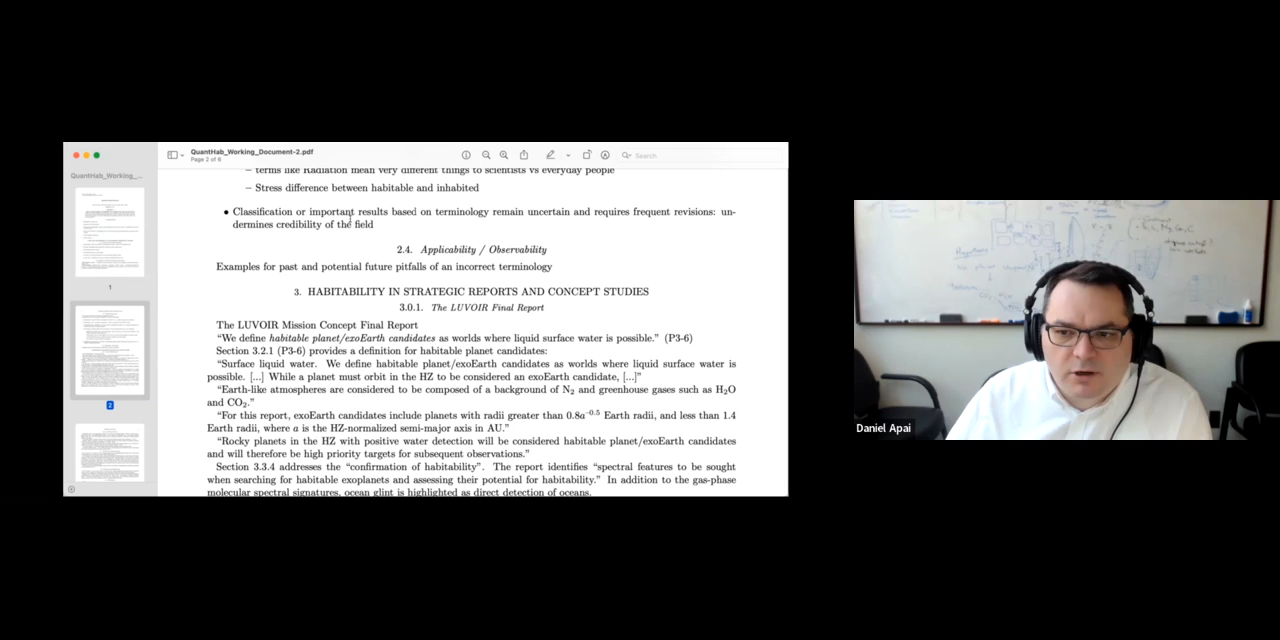 QuantHab_Working_Document-2.pdf
Page 2 of 6
Search
QuantHab_Working_...
1
2
– terms like Radiation mean very different things to scientists vs everyday people
– Stress difference between habitable and inhabited
• Classification or important results based on terminology remain uncertain and requires frequent revisions: un-
dermines credibility of the field
2.4. Applicability / Observability
Examples for past and potential future pitfalls of an incorrect terminology
3. HABITABILITY IN STRATEGIC REPORTS AND CONCEPT STUDIES
3.0.1. The LUVOIR Final Report
The LUVOIR Mission Concept Final Report
“We define habitable planet/exoEarth candidates as worlds where liquid surface water is possible.” (P3-6)
Section 3.2.1 (P3-6) provides a definition for habitable planet candidates:
“Surface liquid water. We define habitable planet/exoEarth candidates as worlds where liquid surface water is
possible. [...] While a planet must orbit in the HZ to be considered an exoEarth candidate, [...]”
“Earth-like atmospheres are considered to be composed of a background of N₂ and greenhouse gases such as H₂O
and CO₂.”
“For this report, exoEarth candidates include planets with radii greater than 0.8a⁻⁰·⁵ Earth radii, and less than 1.4
Earth radii, where a is the HZ-normalized semi-major axis in AU.”
“Rocky planets in the HZ with positive water detection will be considered habitable planet/exoEarth candidates
and will therefore be high priority targets for subsequent observations.”
Section 3.3.4 addresses the “confirmation of habitability”. The report identifies “spectral features to be sought
when searching for habitable exoplanets and assessing their potential for habitability.” In addition to the gas-phase
molecular spectral signatures, ocean glint is highlighted as direct detection of oceans.
Daniel Apai